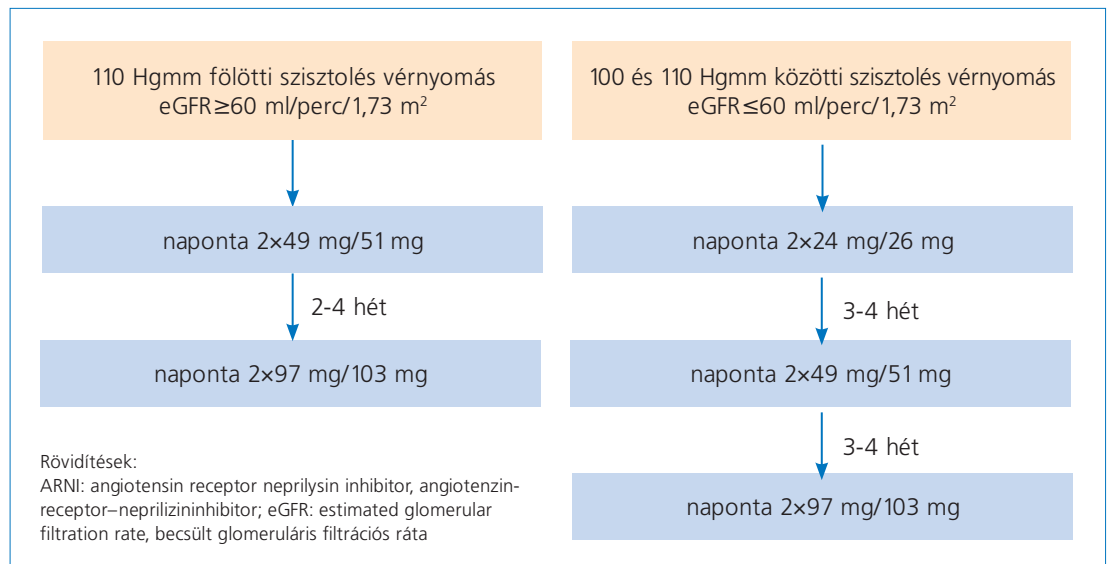 110 Hgmm fölötti szisztolés vérnyomás
eGFR≥60 ml/perc/1,73 m²
naponta 2×49 mg/51 mg
2-4 hét
naponta 2×97 mg/103 mg
100 és 110 Hgmm közötti szisztolés vérnyomás
eGFR≤60 ml/perc/1,73 m²
naponta 2×24 mg/26 mg
3-4 hét
naponta 2×49 mg/51 mg
3-4 hét
naponta 2×97 mg/103 mg
Rövidítések:
ARNI: angiotensin receptor neprilysin inhibitor, angiotenzin-
receptor–neprilizininhibitor; eGFR: estimated glomerular
filtration rate, becsült glomeruláris filtrációs ráta